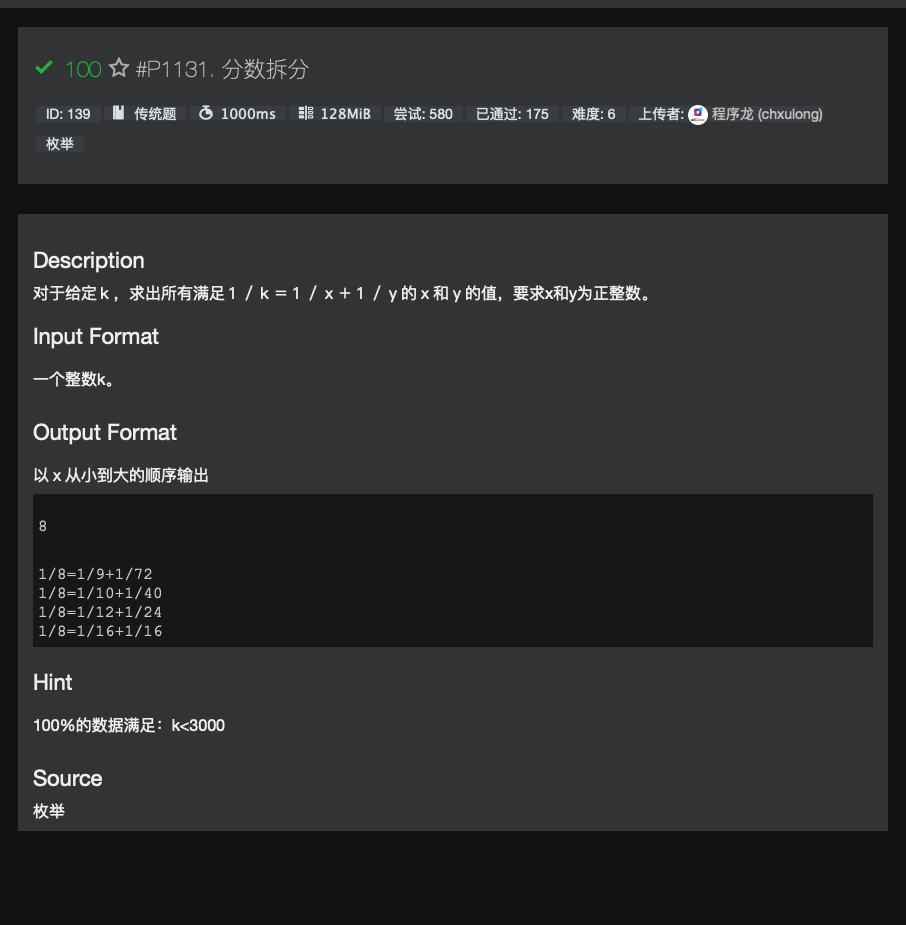 100 #P1131. 分数拆分
ID: 139 传统题 1000ms 128MiB 尝试: 580 已通过: 175 难度: 6 上传者: 程序龙 (chxulong)
枚举
Description
对于给定 k ，求出所有满足 1 / k = 1 / x + 1 / y 的 x 和 y 的值，要求x和y为正整数。
Input Format
一个整数k。
Output Format
以 x 从小到大的顺序输出
8
1/8=1/9+1/72
1/8=1/10+1/40
1/8=1/12+1/24
1/8=1/16+1/16
Hint
100%的数据满足：k<3000
Source
枚举